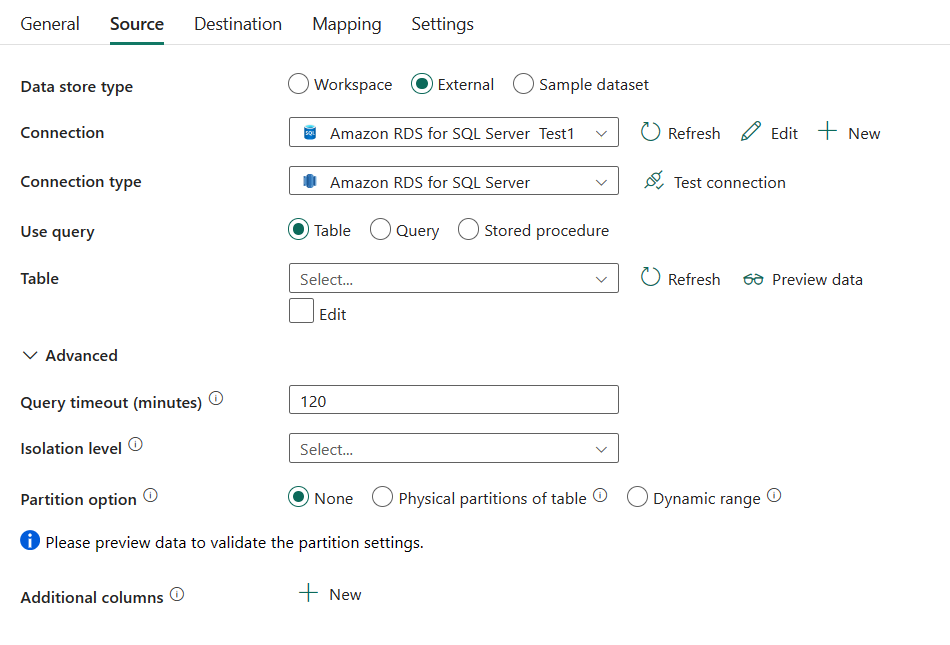 General Source Destination Mapping Settings
Data store type Workspace External Sample dataset
Connection Amazon RDS for SQL Server Test1 Refresh Edit New
Connection type Amazon RDS for SQL Server Test connection
Use query Table Query Stored procedure
Table Select... Refresh Preview data
Edit
Advanced
Query timeout (minutes) 120
Isolation level Select...
Partition option None Physical partitions of table Dynamic range
Please preview data to validate the partition settings.
Additional columns New